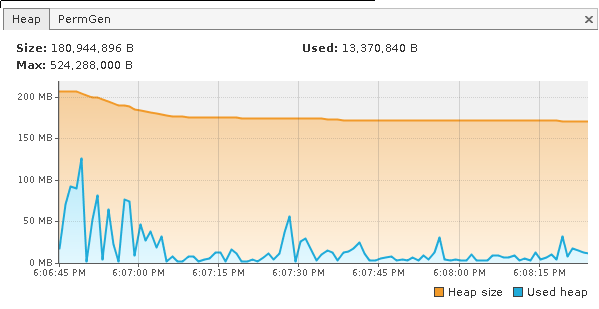 Heap PermGen ×
Size: 180,944,896 B Used: 13,370,840 B
Max: 524,288,000 B
200 MB
150 MB
100 MB
50 MB
0 MB
6:06:45 PM 6:07:00 PM 6:07:15 PM 6:07:30 PM 6:07:45 PM 6:08:00 PM 6:08:15 PM
Heap size Used heap